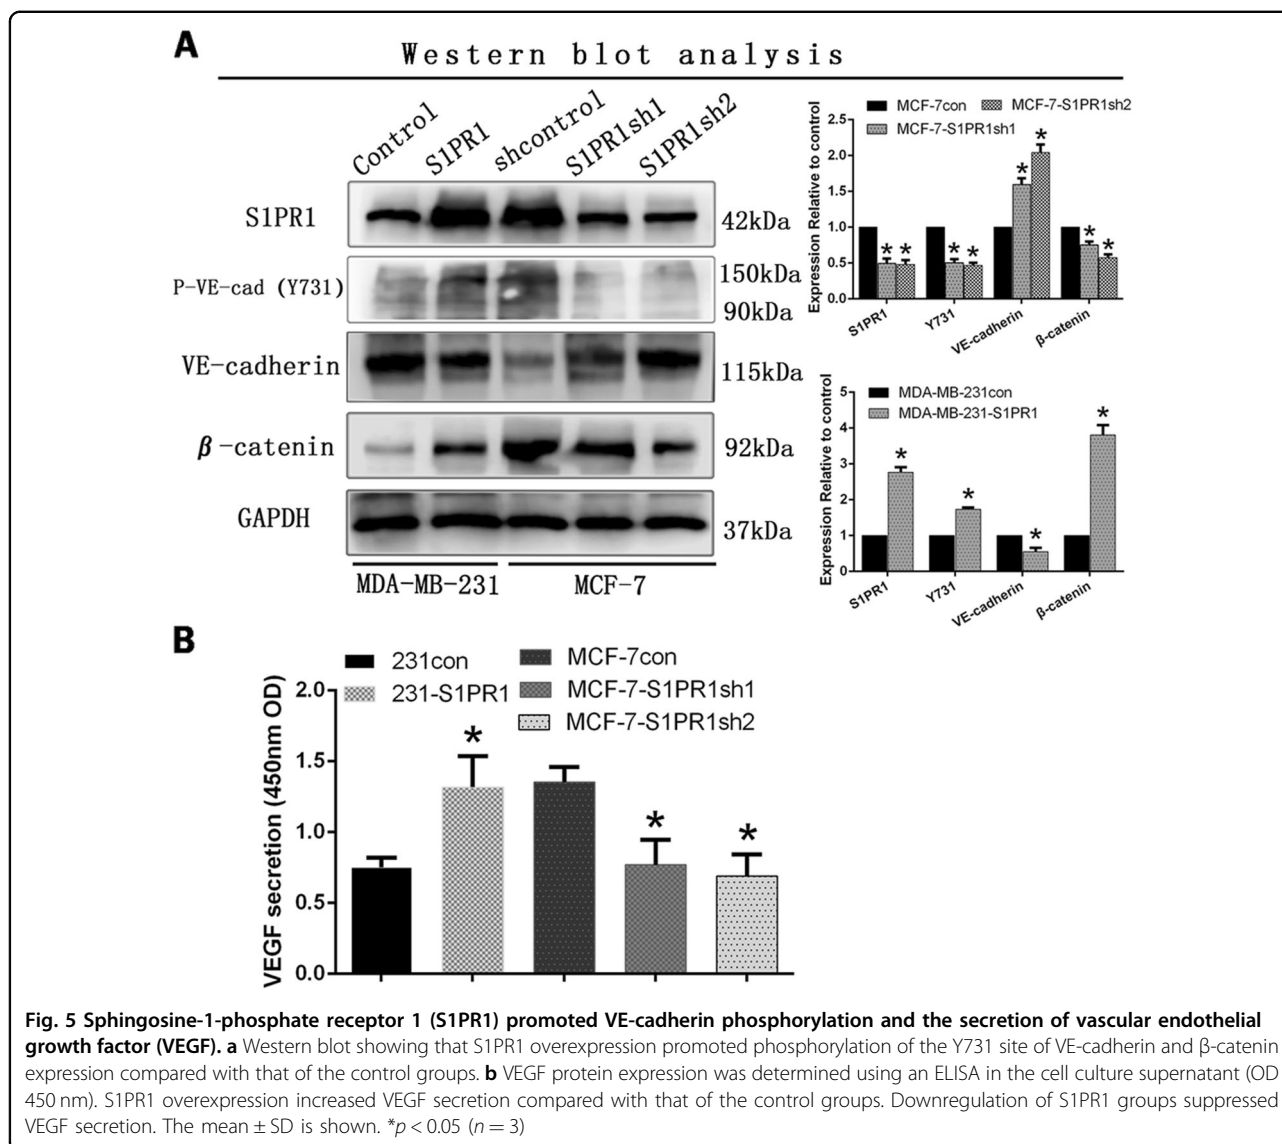 A
Western blot analysis
Control
S1PR1
shcontrol
S1PR1sh1
S1PR1sh2
S1PR1
42kDa
P-VE-cad (Y731)
150kDa
90kDa
VE-cadherin
115kDa
β-catenin
92kDa
GAPDH
37kDa
MDA-MB-231
MCF-7
MCF-7con
MCF-7-S1PR1sh2
MCF-7-S1PR1sh1
Expression Relative to control
2.5
2.0
1.5
1.0
0.5
0.0
* * * * * * * *
S1PR1
Y731
VE-cadherin
β-catenin
MDA-MB-231con
MDA-MB-231-S1PR1
Expression Relative to control
5
4
3
2
1
0
* * * *
S1PR1
Y731
VE-cadherin
β-catenin
B
231con
231-S1PR1
MCF-7con
MCF-7-S1PR1sh1
MCF-7-S1PR1sh2
VEGF secretion (450nm OD)
2.0
1.5
1.0
0.5
0.0
* * *
Fig. 5 Sphingosine-1-phosphate receptor 1 (S1PR1) promoted VE-cadherin phosphorylation and the secretion of vascular endothelial
growth factor (VEGF). a Western blot showing that S1PR1 overexpression promoted phosphorylation of the Y731 site of VE-cadherin and β-catenin
expression compared with that of the control groups. b VEGF protein expression was determined using an ELISA in the cell culture supernatant (OD
450 nm). S1PR1 overexpression increased VEGF secretion compared with that of the control groups. Downregulation of S1PR1 groups suppressed
VEGF secretion. The mean ± SD is shown. *p < 0.05 (n = 3)